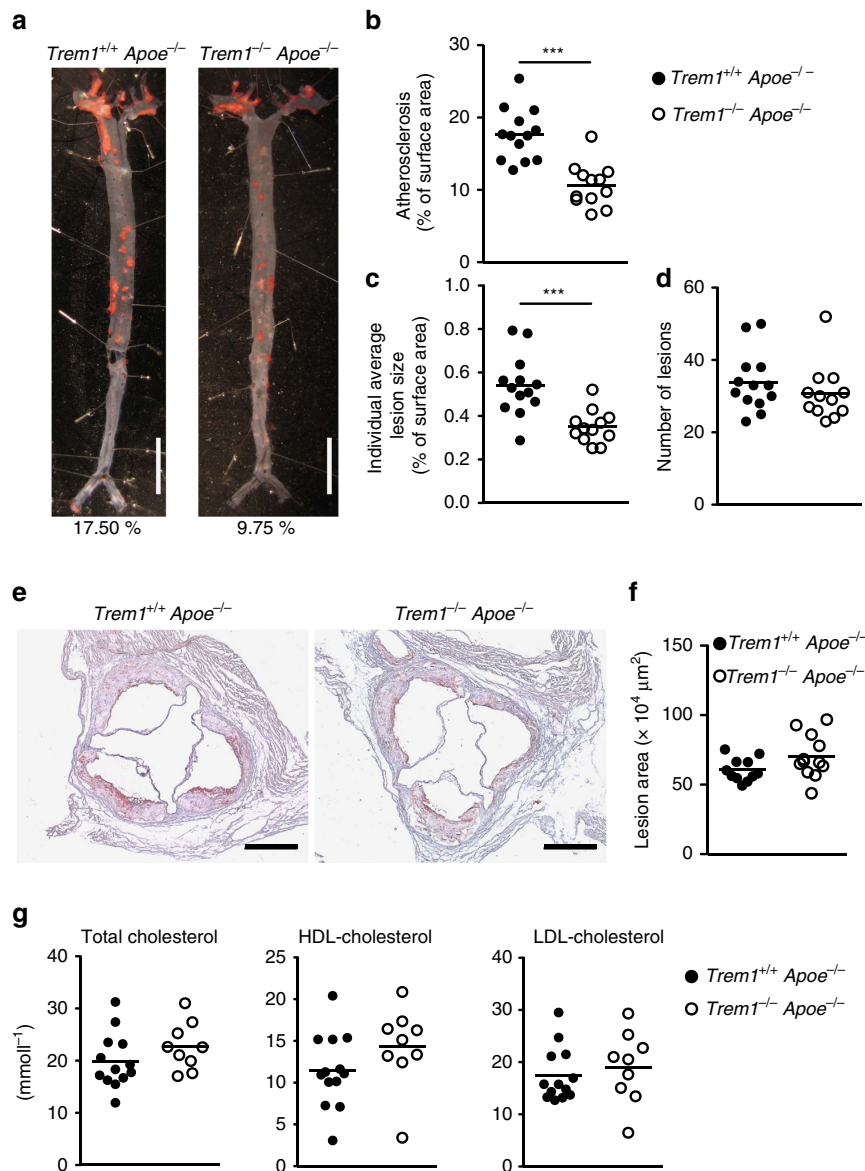 a
Trem1+/+ Apoe−/−
Trem1−/− Apoe−/−
17.50 %
9.75 %
b
Atherosclerosis
(% of surface area)
30
20
10
0
***
Trem1+/+ Apoe−/−
Trem1−/− Apoe−/−
c
Individual average
lesion size
(% of surface area)
1.0
0.8
0.6
0.4
0.2
0.0
***
d
Number of lesions
60
40
20
0
e
Trem1+/+ Apoe−/−
Trem1−/− Apoe−/−
f
Lesion area (× 10⁴ μm²)
150
100
50
0
Trem1+/+ Apoe−/−
Trem1−/− Apoe−/−
g
(mmoll⁻¹)
Total cholesterol
40
30
20
10
0
HDL-cholesterol
25
20
15
10
5
0
LDL-cholesterol
40
30
20
10
0
Trem1+/+ Apoe−/−
Trem1−/− Apoe−/−